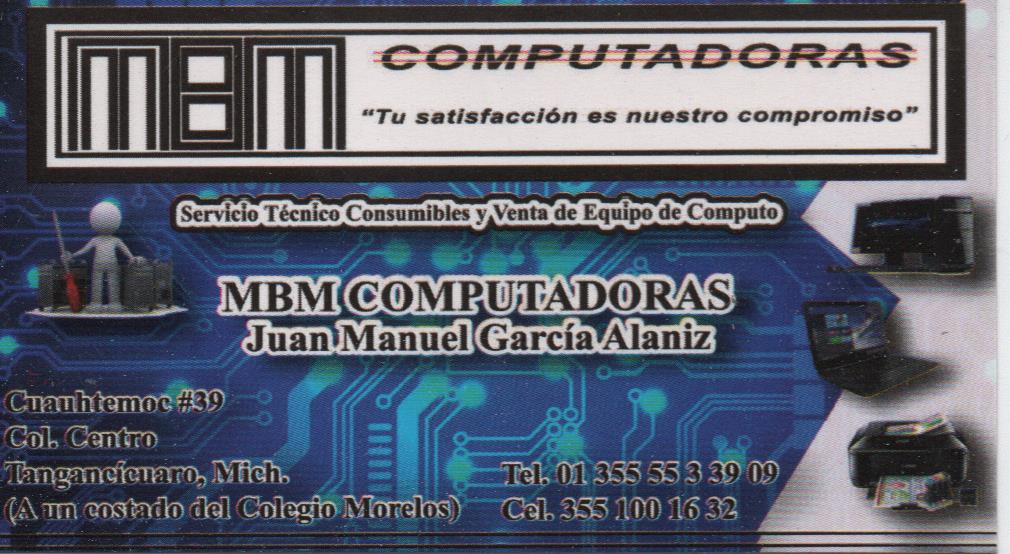 MBM COMPUTADORAS
“Tu satisfacción es nuestro compromiso”
Servicio Técnico Consumibles y Venta de Equipo de Computo
MBM COMPUTADORAS
Juan Manuel García Alaniz
Cuauhtemoc #39
Col. Centro
Tangancícuaro, Mich.
(A un costado del Colegio Morelos)
Tel. 01 355 55 3 39 09
Cel. 355 100 16 32